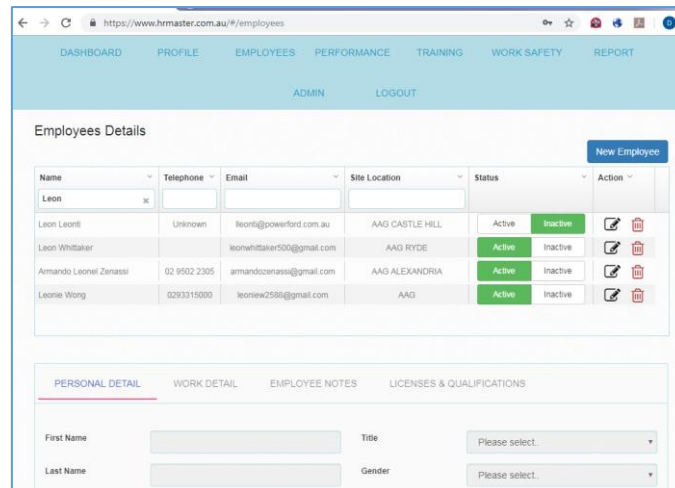 https://www.hrmaster.com.au/#/employees
DASHBOARD PROFILE EMPLOYEES PERFORMANCE TRAINING WORK SAFETY REPORT
ADMIN LOGOUT
Employees Details
New Employee
Name Telephone Email Site Location Status Action
Leon
Leon Leonti Unknown lleonti@powerford.com.au AAG CASTLE HILL Active Inactive
Leon Whittaker leonwhittaker500@gmail.com AAG RYDE Active Inactive
Armando Leonel Zenassi 02 9502 2305 armandozenassi@gmail.com AAG ALEXANDRIA Active Inactive
Leonie Wong 0293315000 leoniew2588@gmail.com AAG Active Inactive
PERSONAL DETAIL WORK DETAIL EMPLOYEE NOTES LICENSES & QUALIFICATIONS
First Name Title Please select..
Last Name Gender Please select..